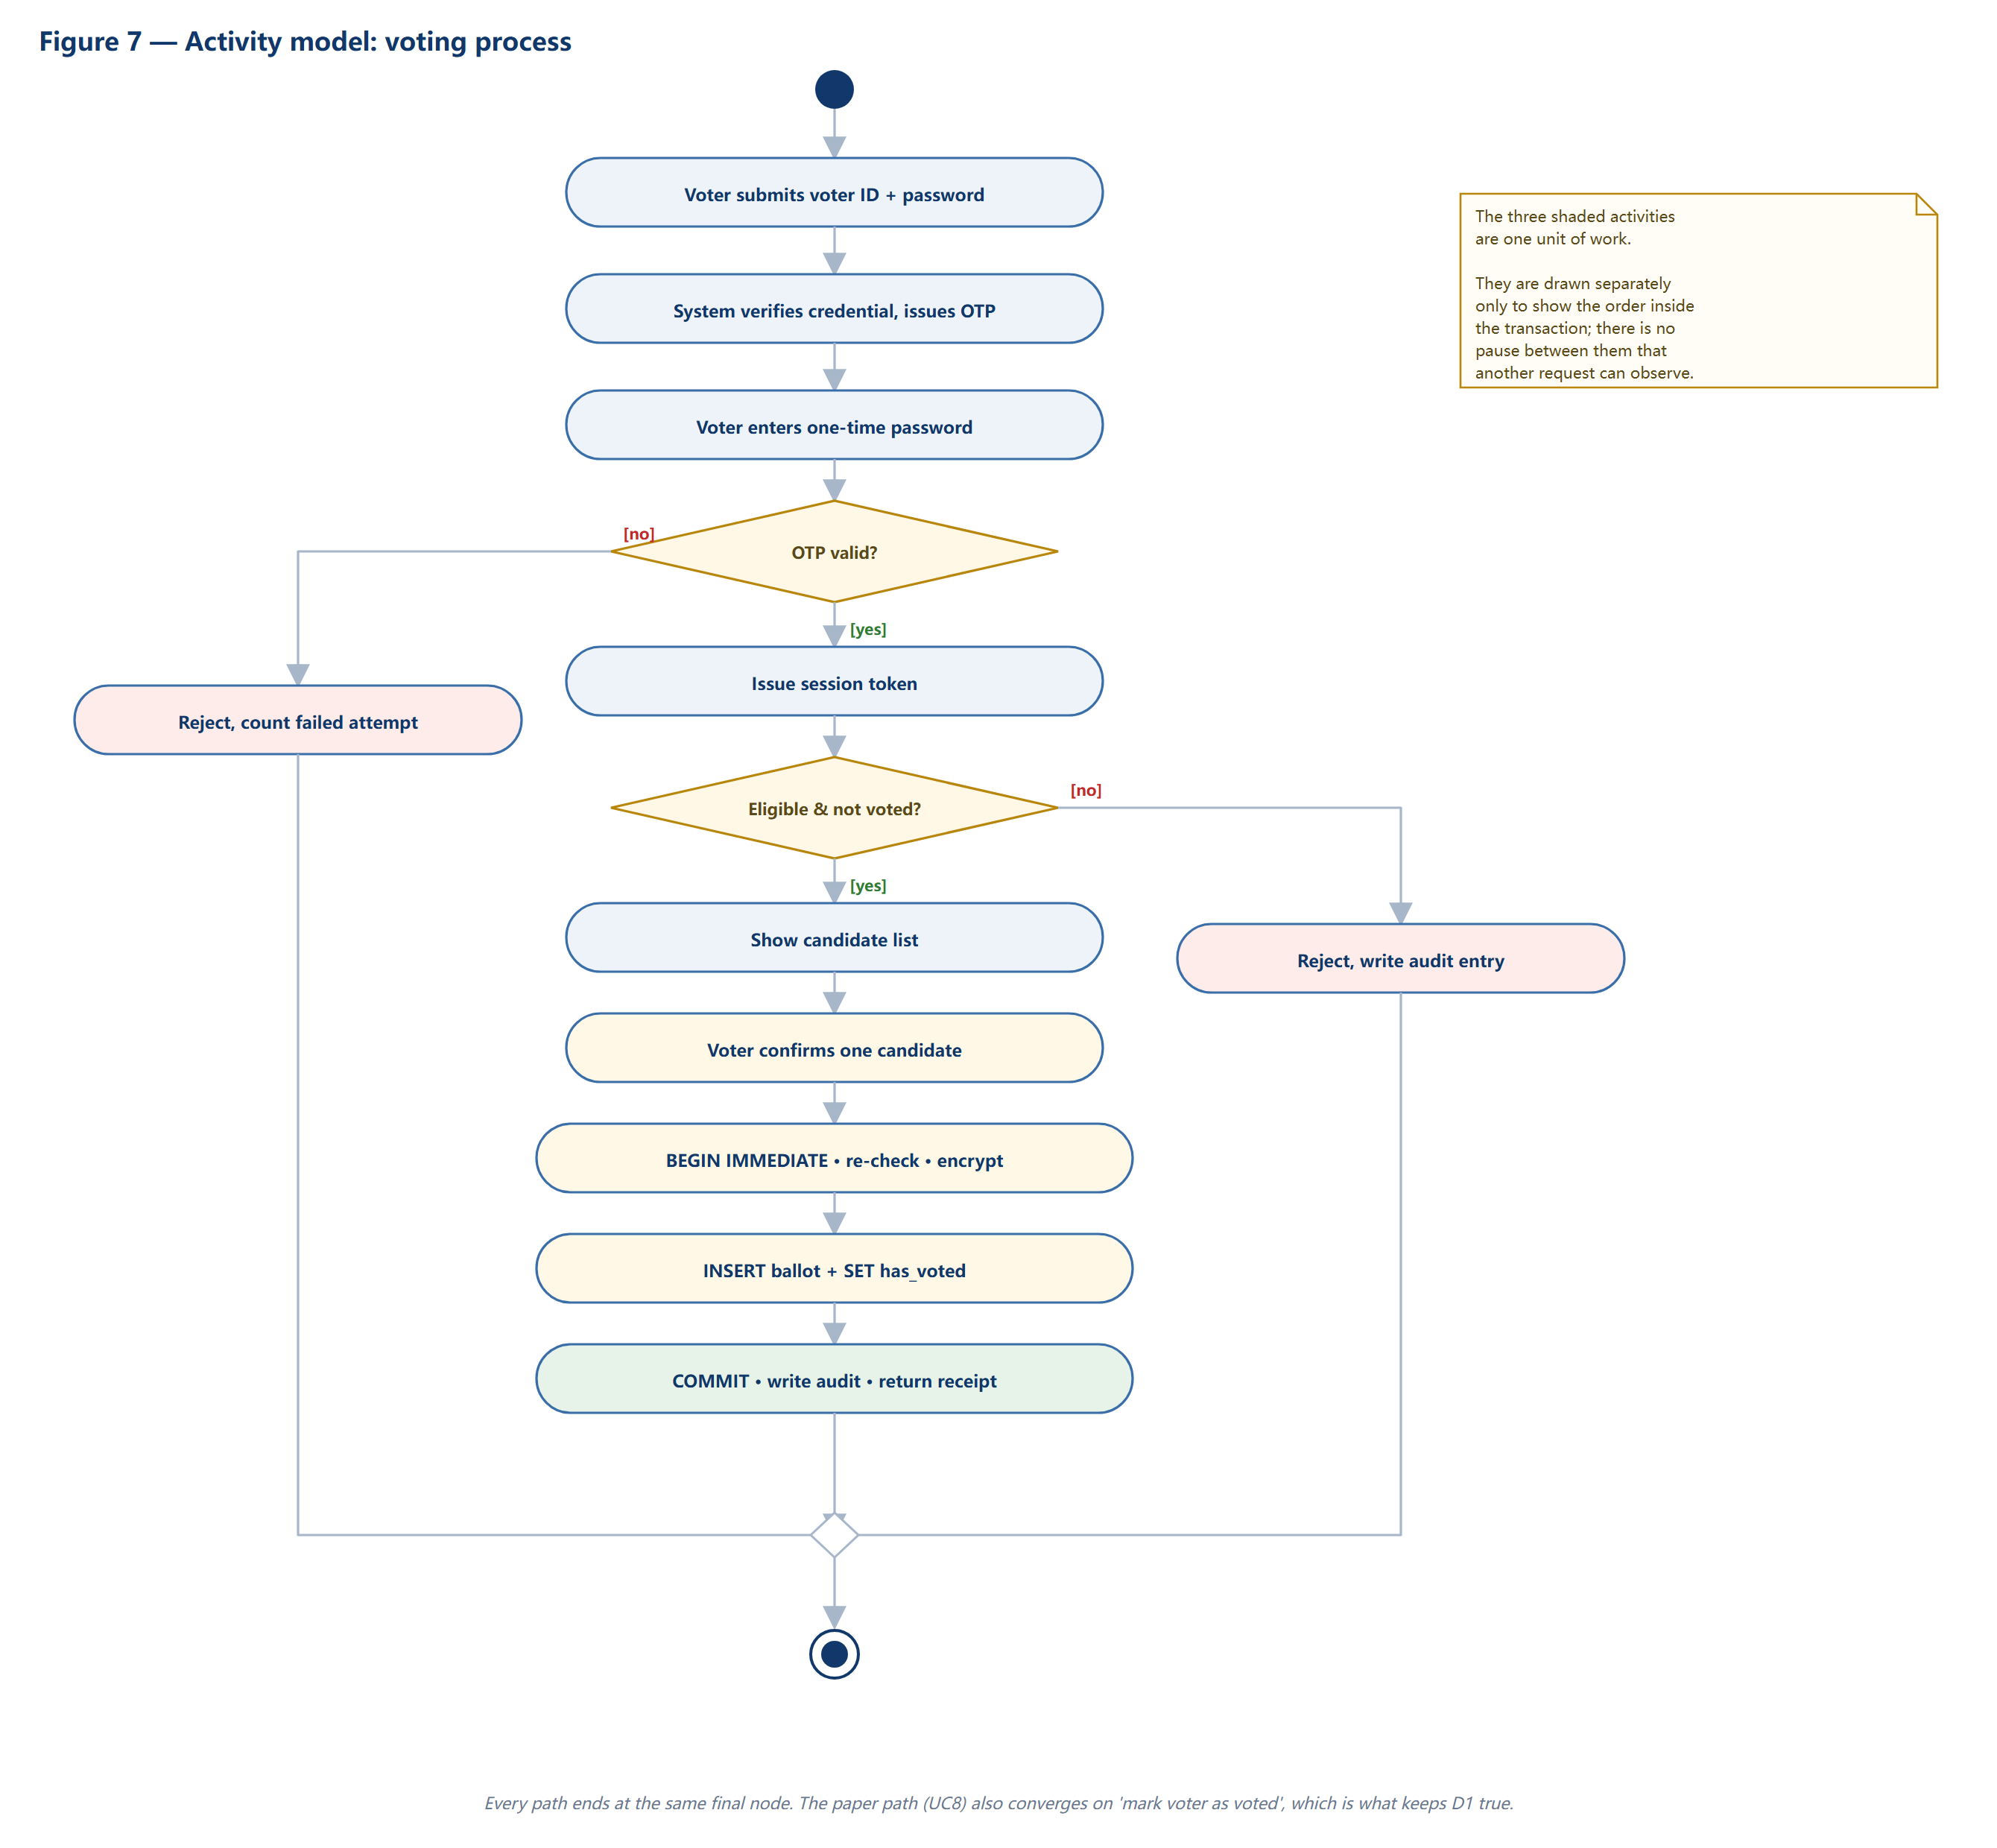 Figure 7 — Activity model: voting process
Voter submits voter ID + password
The three shaded activities
are one unit of work.
They are drawn separately
only to show the order inside
the transaction; there is no
pause between them that
another request can observe.
System verifies credential, issues OTP
Voter enters one-time password
[no]
OTP valid?
[yes]
Issue session token
Reject, count failed attempt
[no]
Eligible & not voted?
[yes]
Show candidate list
Reject, write audit entry
Voter confirms one candidate
BEGIN IMMEDIATE • re-check • encrypt
INSERT ballot + SET has_voted
COMMIT • write audit • return receipt
Every path ends at the same final node. The paper path (UC8) also converges on 'mark voter as voted', which is what keeps D1 true.